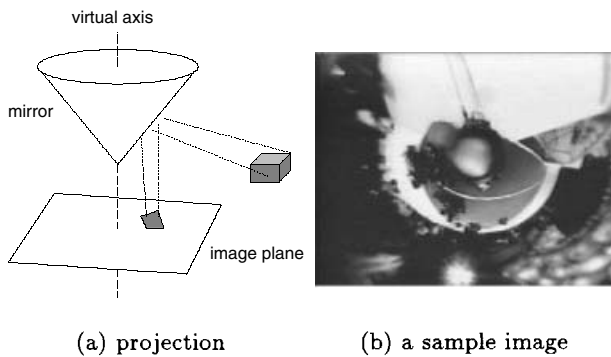 virtual axis
mirror
image plane
(a) projection
(b) a sample image